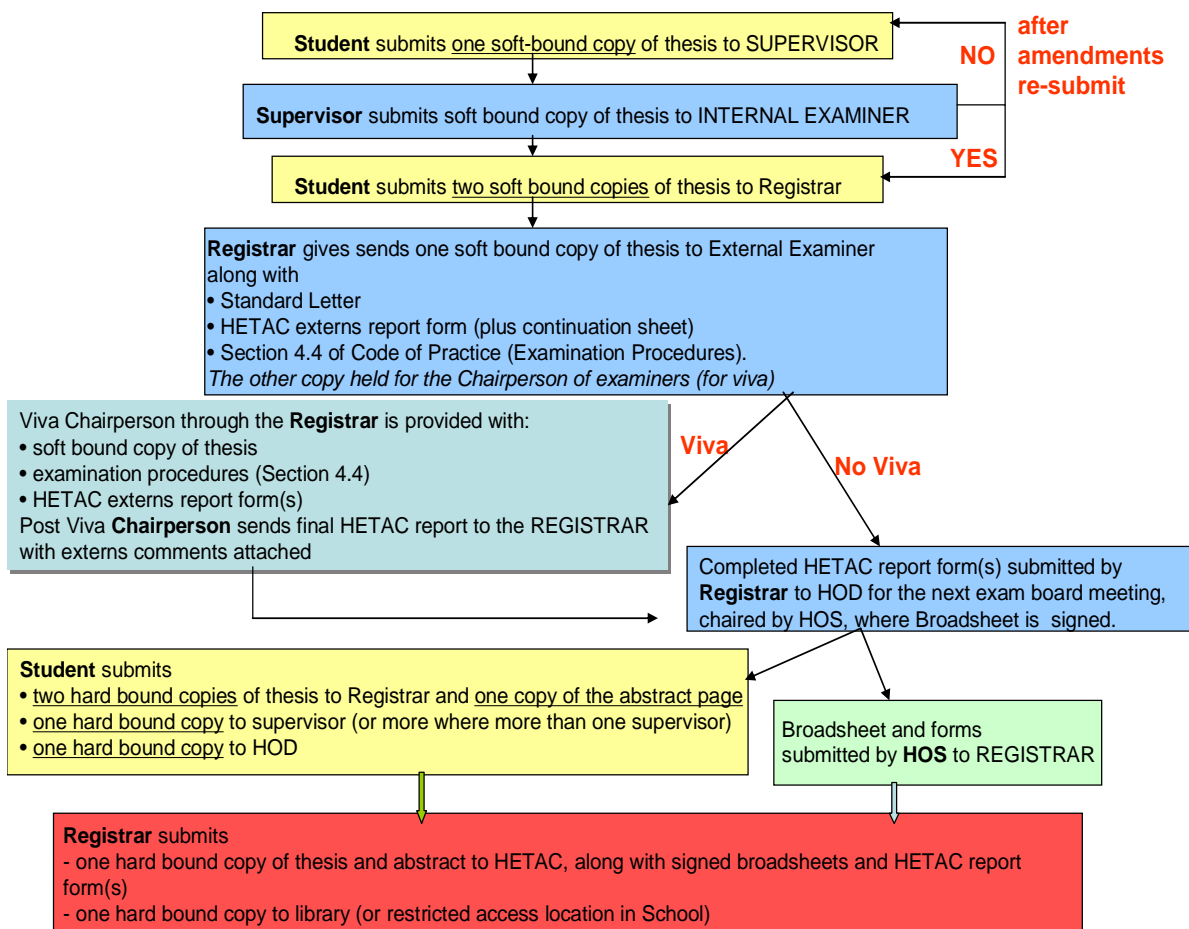 Student submits one soft-bound copy of thesis to SUPERVISOR
after
amendments
re-submit
NO
Supervisor submits soft bound copy of thesis to INTERNAL EXAMINER
YES
Student submits two soft bound copies of thesis to Registrar
Registrar gives sends one soft bound copy of thesis to External Examiner
along with
• Standard Letter
• HETAC externs report form (plus continuation sheet)
• Section 4.4 of Code of Practice (Examination Procedures).
The other copy held for the Chairperson of examiners (for viva)
Viva
No Viva
Viva Chairperson through the Registrar is provided with:
• soft bound copy of thesis
• examination procedures (Section 4.4)
• HETAC externs report form(s)
Post Viva Chairperson sends final HETAC report to the REGISTRAR
with externs comments attached
Completed HETAC report form(s) submitted by
Registrar to HOD for the next exam board meeting,
chaired by HOS, where Broadsheet is signed.
Student submits
• two hard bound copies of thesis to Registrar and one copy of the abstract page
• one hard bound copy to supervisor (or more where more than one supervisor)
• one hard bound copy to HOD
Broadsheet and forms
submitted by HOS to REGISTRAR
Registrar submits
- one hard bound copy of thesis and abstract to HETAC, along with signed broadsheets and HETAC report
form(s)
- one hard bound copy to library (or restricted access location in School)